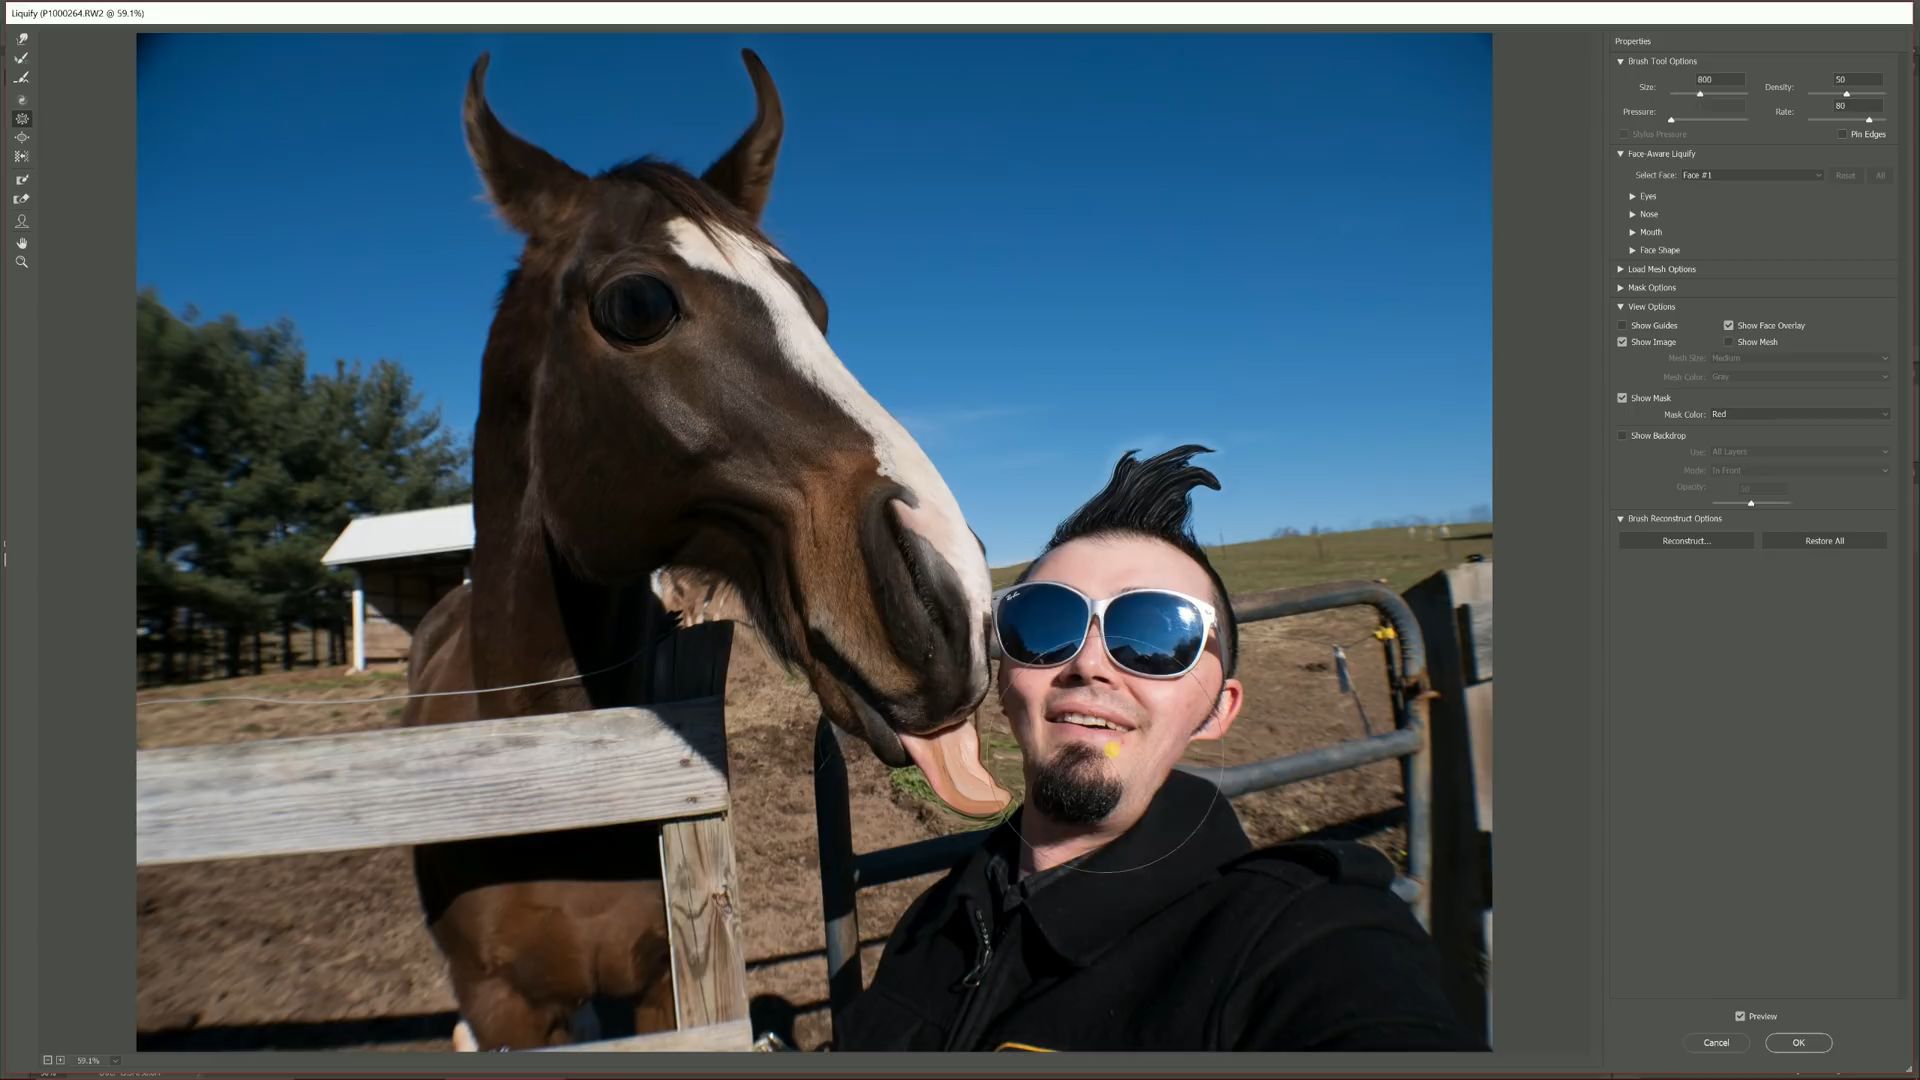 Liquify (P1000264.RW2 @ 59.1%)
Properties
Brush Tool Options
Size: 800 Density: 50
Pressure: Rate: 80
Stylus Pressure Pin Edges
Face-Aware Liquify
Select Face: Face #1 Reset All
Eyes
Nose
Mouth
Face Shape
Load Mesh Options
Mask Options
View Options
Show Guides Show Face Overlay
Show Image Show Mesh
Mesh Size: Medium
Mesh Color: Gray
Show Mask
Mask Color: Red
Show Backdrop
Use: All Layers
Mode: In Front
Opacity: 50
Brush Reconstruct Options
Reconstruct... Restore All
Ray-Ban
Preview
Cancel OK
59.1%